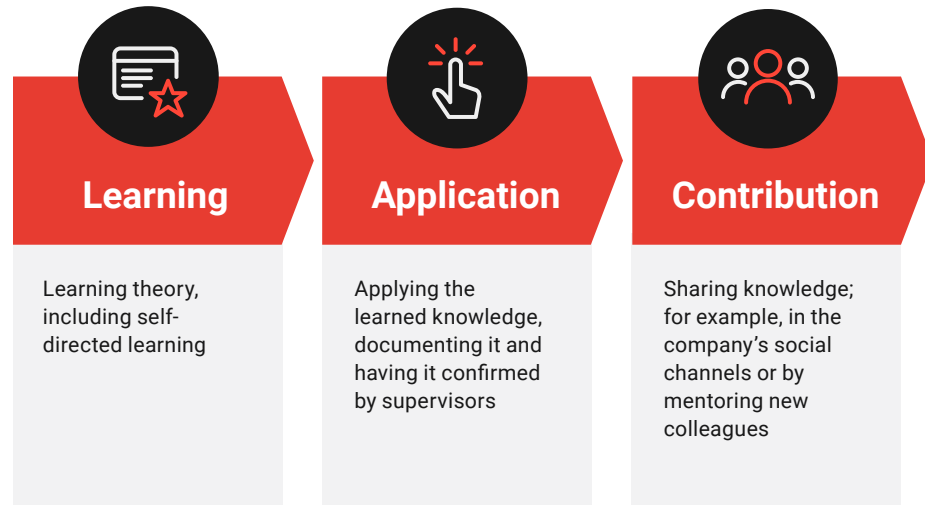 Learning
Learning theory,
including self-
directed learning
Application
Applying the
learned knowledge,
documenting it and
having it confirmed
by supervisors
Contribution
Sharing knowledge;
for example, in the
company’s social
channels or by
mentoring new
colleagues